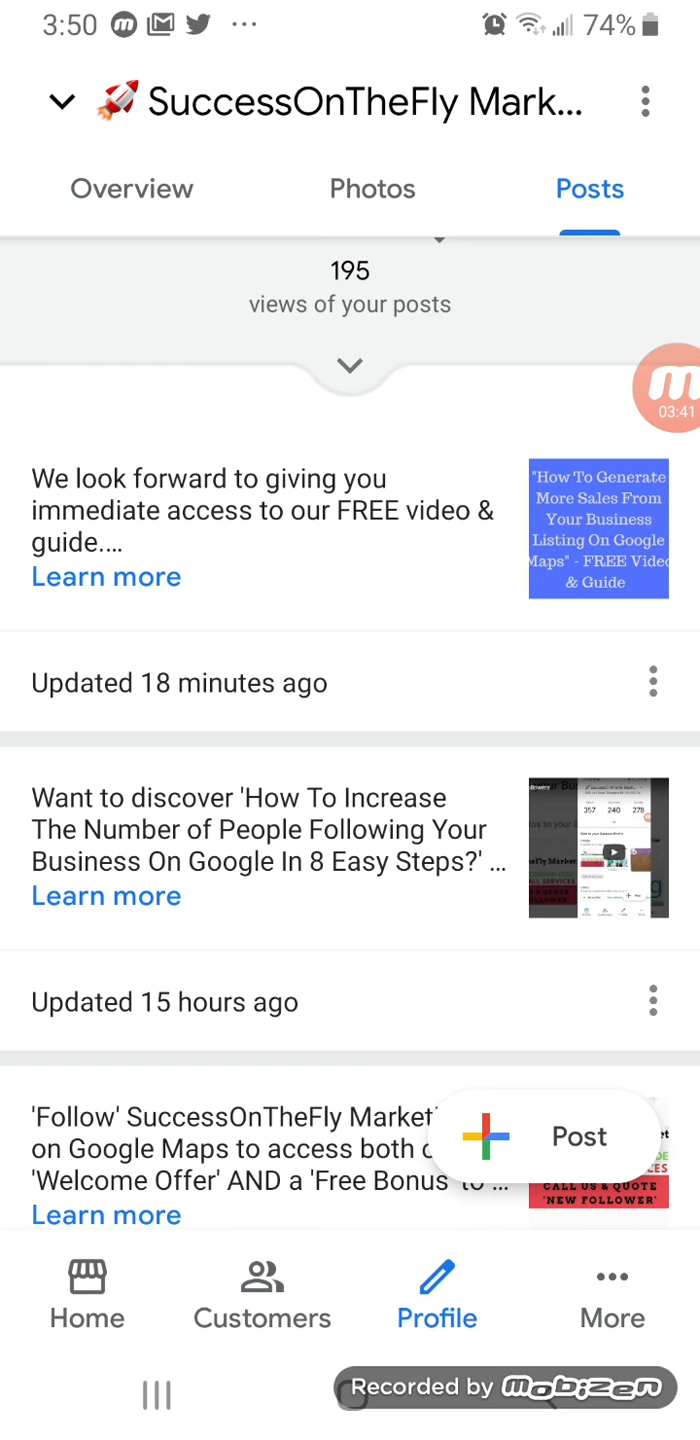 3:50 74%
🚀 SuccessOnTheFly Mark...
Overview Photos Posts
195
views of your posts
03:41
We look forward to giving you
immediate access to our FREE video &
guide....
Learn more
"How To Generate
More Sales From
Your Business
Listing On Google
Maps" - FREE Video
& Guide
Updated 18 minutes ago
Want to discover 'How To Increase
The Number of People Following Your
Business On Google In 8 Easy Steps?' ...
Learn more
357 240 278
Updated 15 hours ago
'Follow' SuccessOnTheFly Market
on Google Maps to access both
'Welcome Offer' AND a 'Free Bonus' to ...
Learn more
CALL US & QUOTE
'NEW FOLLOWER'
Post
Home Customers Profile More
Recorded by mobizen